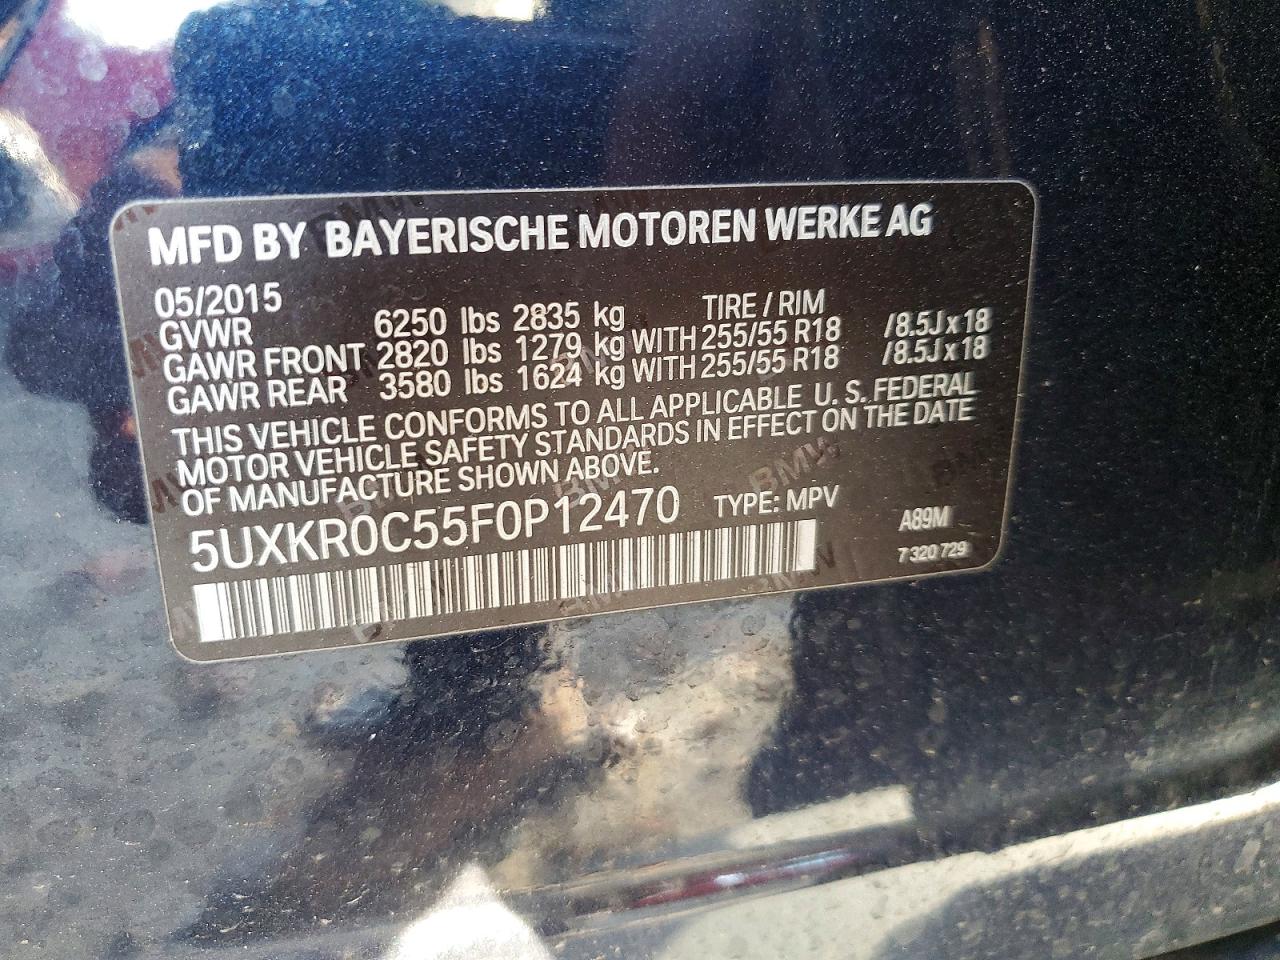 MFD BY BAYERISCHE MOTOREN WERKE AG
05/2015
TIRE / RIM
GVWR 6250 lbs 2835 kg
GAWR FRONT 2820 lbs 1279 kg WITH 255/55 R18 /8.5J x 18
GAWR REAR 3580 lbs 1624 kg WITH 255/55 R18 /8.5J x 18
THIS VEHICLE CONFORMS TO ALL APPLICABLE U. S. FEDERAL
MOTOR VEHICLE SAFETY STANDARDS IN EFFECT ON THE DATE
OF MANUFACTURE SHOWN ABOVE.
5UXKR0C55F0P12470 TYPE: MPV A89M
7 320 729